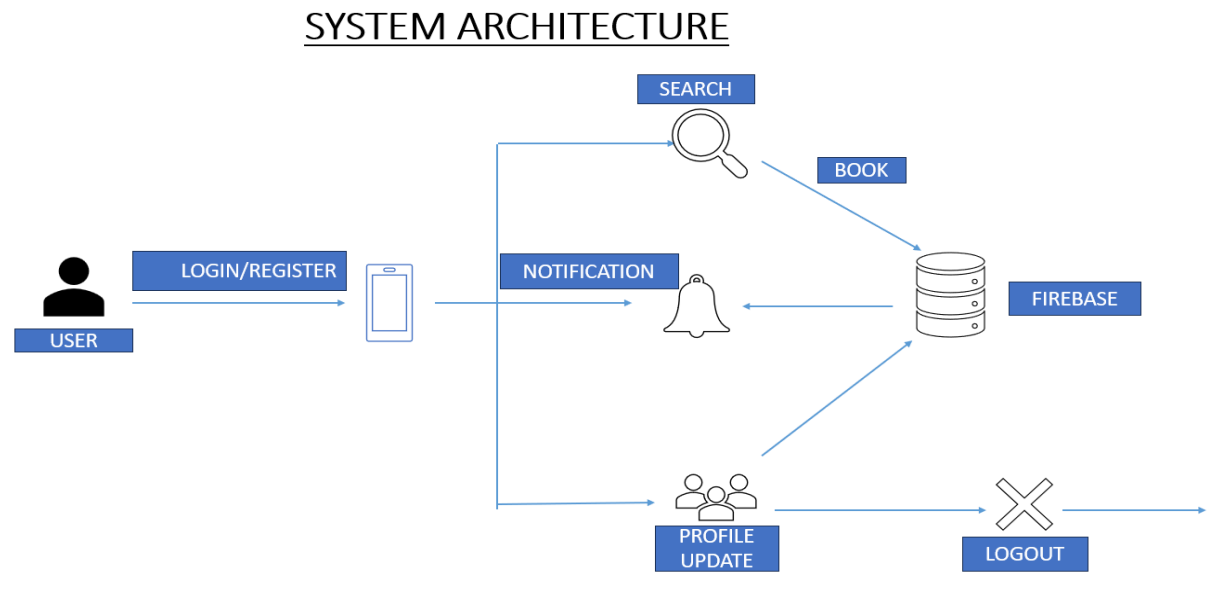 SYSTEM ARCHITECTURE
SEARCH
BOOK
LOGIN/REGISTER
NOTIFICATION
FIREBASE
USER
PROFILE
UPDATE
LOGOUT